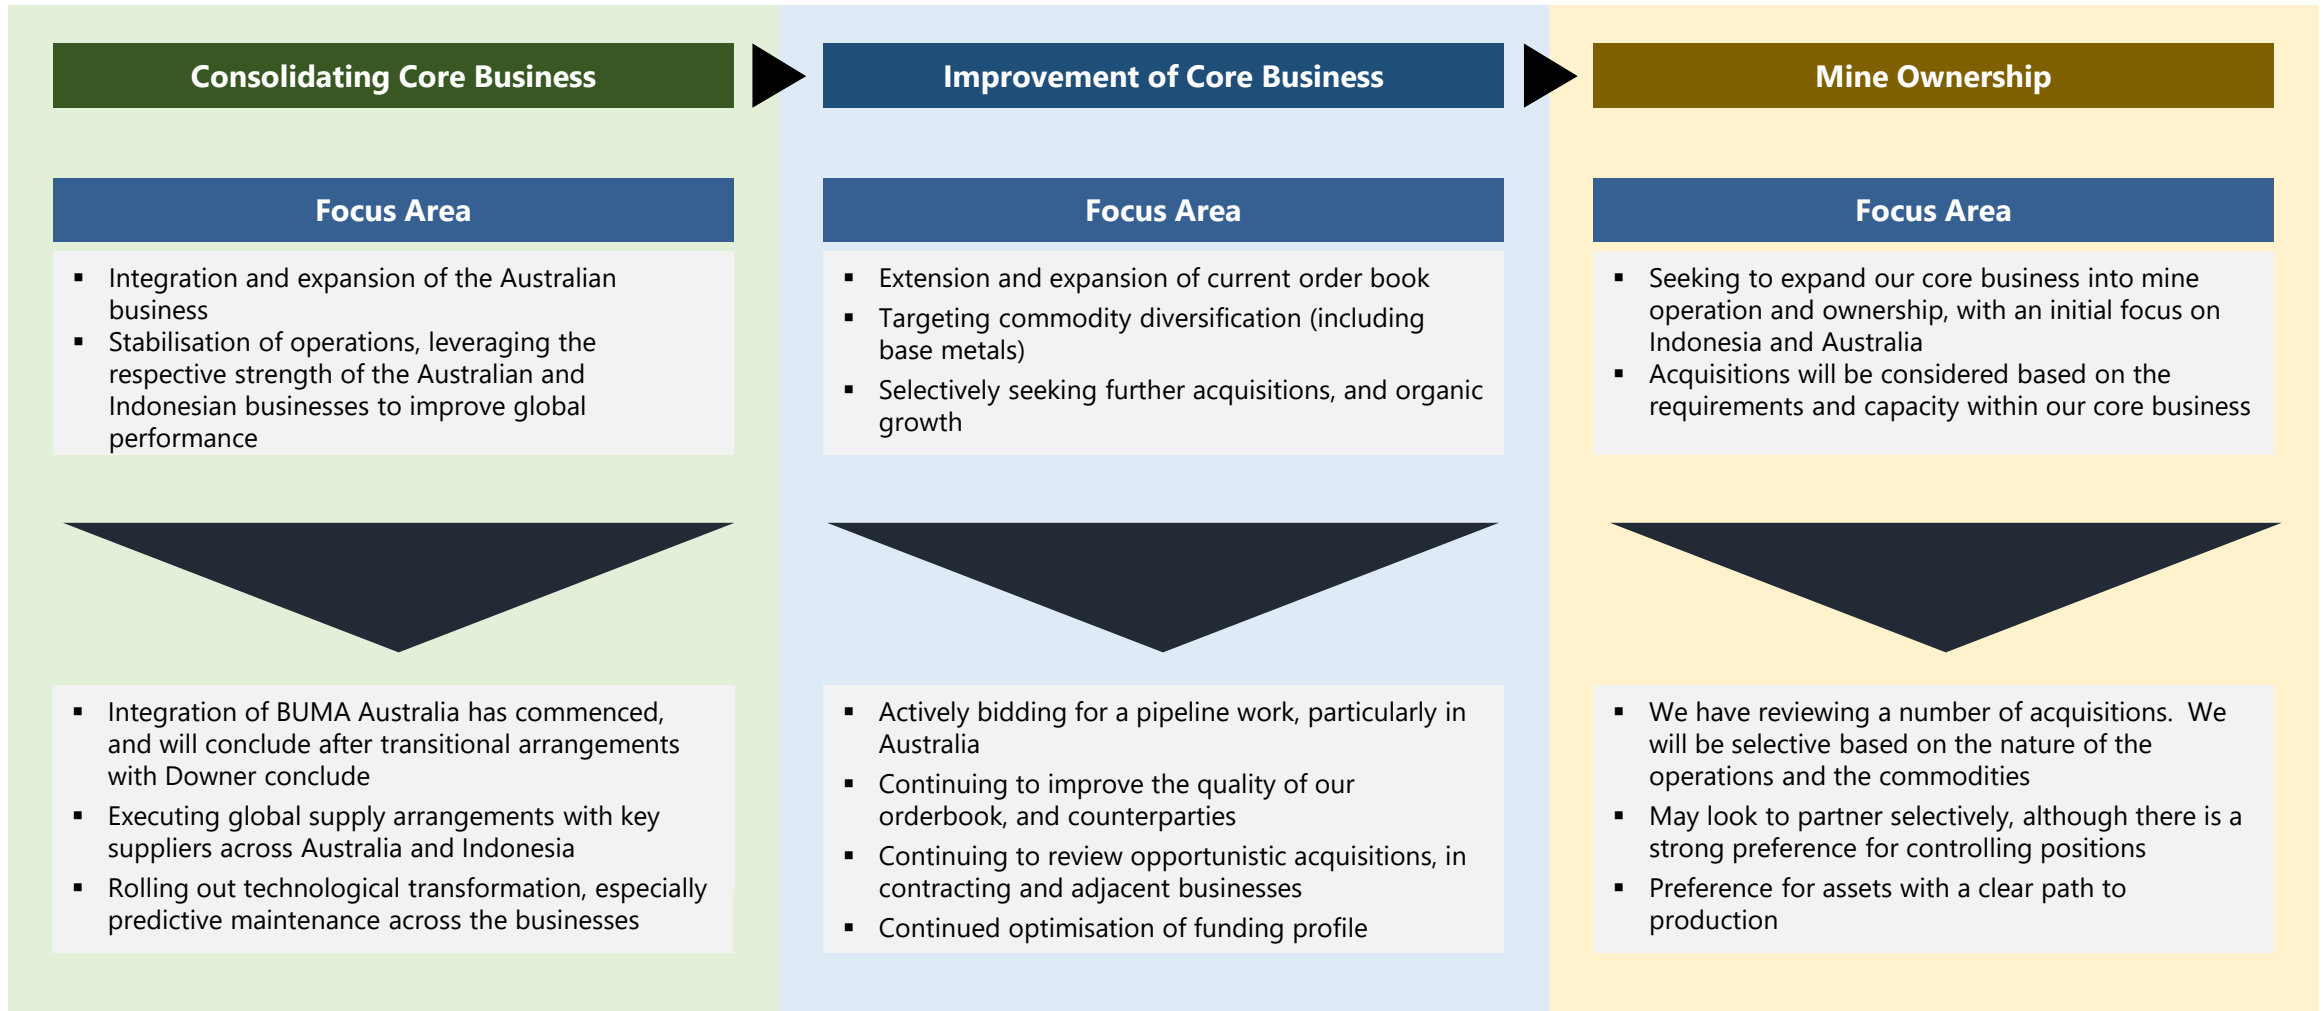 Consolidating Core Business
Improvement of Core Business
Mine Ownership
Focus Area
▪ Integration and expansion of the Australian
business
▪ Stabilisation of operations, leveraging the
respective strength of the Australian and
Indonesian businesses to improve global
performance
▪ Integration of BUMA Australia has commenced,
and will conclude after transitional arrangements
with Downer conclude
▪ Executing global supply arrangements with key
suppliers across Australia and Indonesia
▪ Rolling out technological transformation, especially
predictive maintenance across the businesses
Focus Area
▪ Extension and expansion of current order book
▪ Targeting commodity diversification (including
base metals)
▪ Selectively seeking further acquisitions, and organic
growth
▪ Actively bidding for a pipeline work, particularly in
Australia
▪ Continuing to improve the quality of our
orderbook, and counterparties
▪ Continuing to review opportunistic acquisitions, in
contracting and adjacent businesses
▪ Continued optimisation of funding profile
Focus Area
▪ Seeking to expand our core business into mine
operation and ownership, with an initial focus on
Indonesia and Australia
▪ Acquisitions will be considered based on the
requirements and capacity within our core business
▪ We have reviewing a number of acquisitions.  We
will be selective based on the nature of the
operations and the commodities
▪ May look to partner selectively, although there is a
strong preference for controlling positions
▪ Preference for assets with a clear path to
production